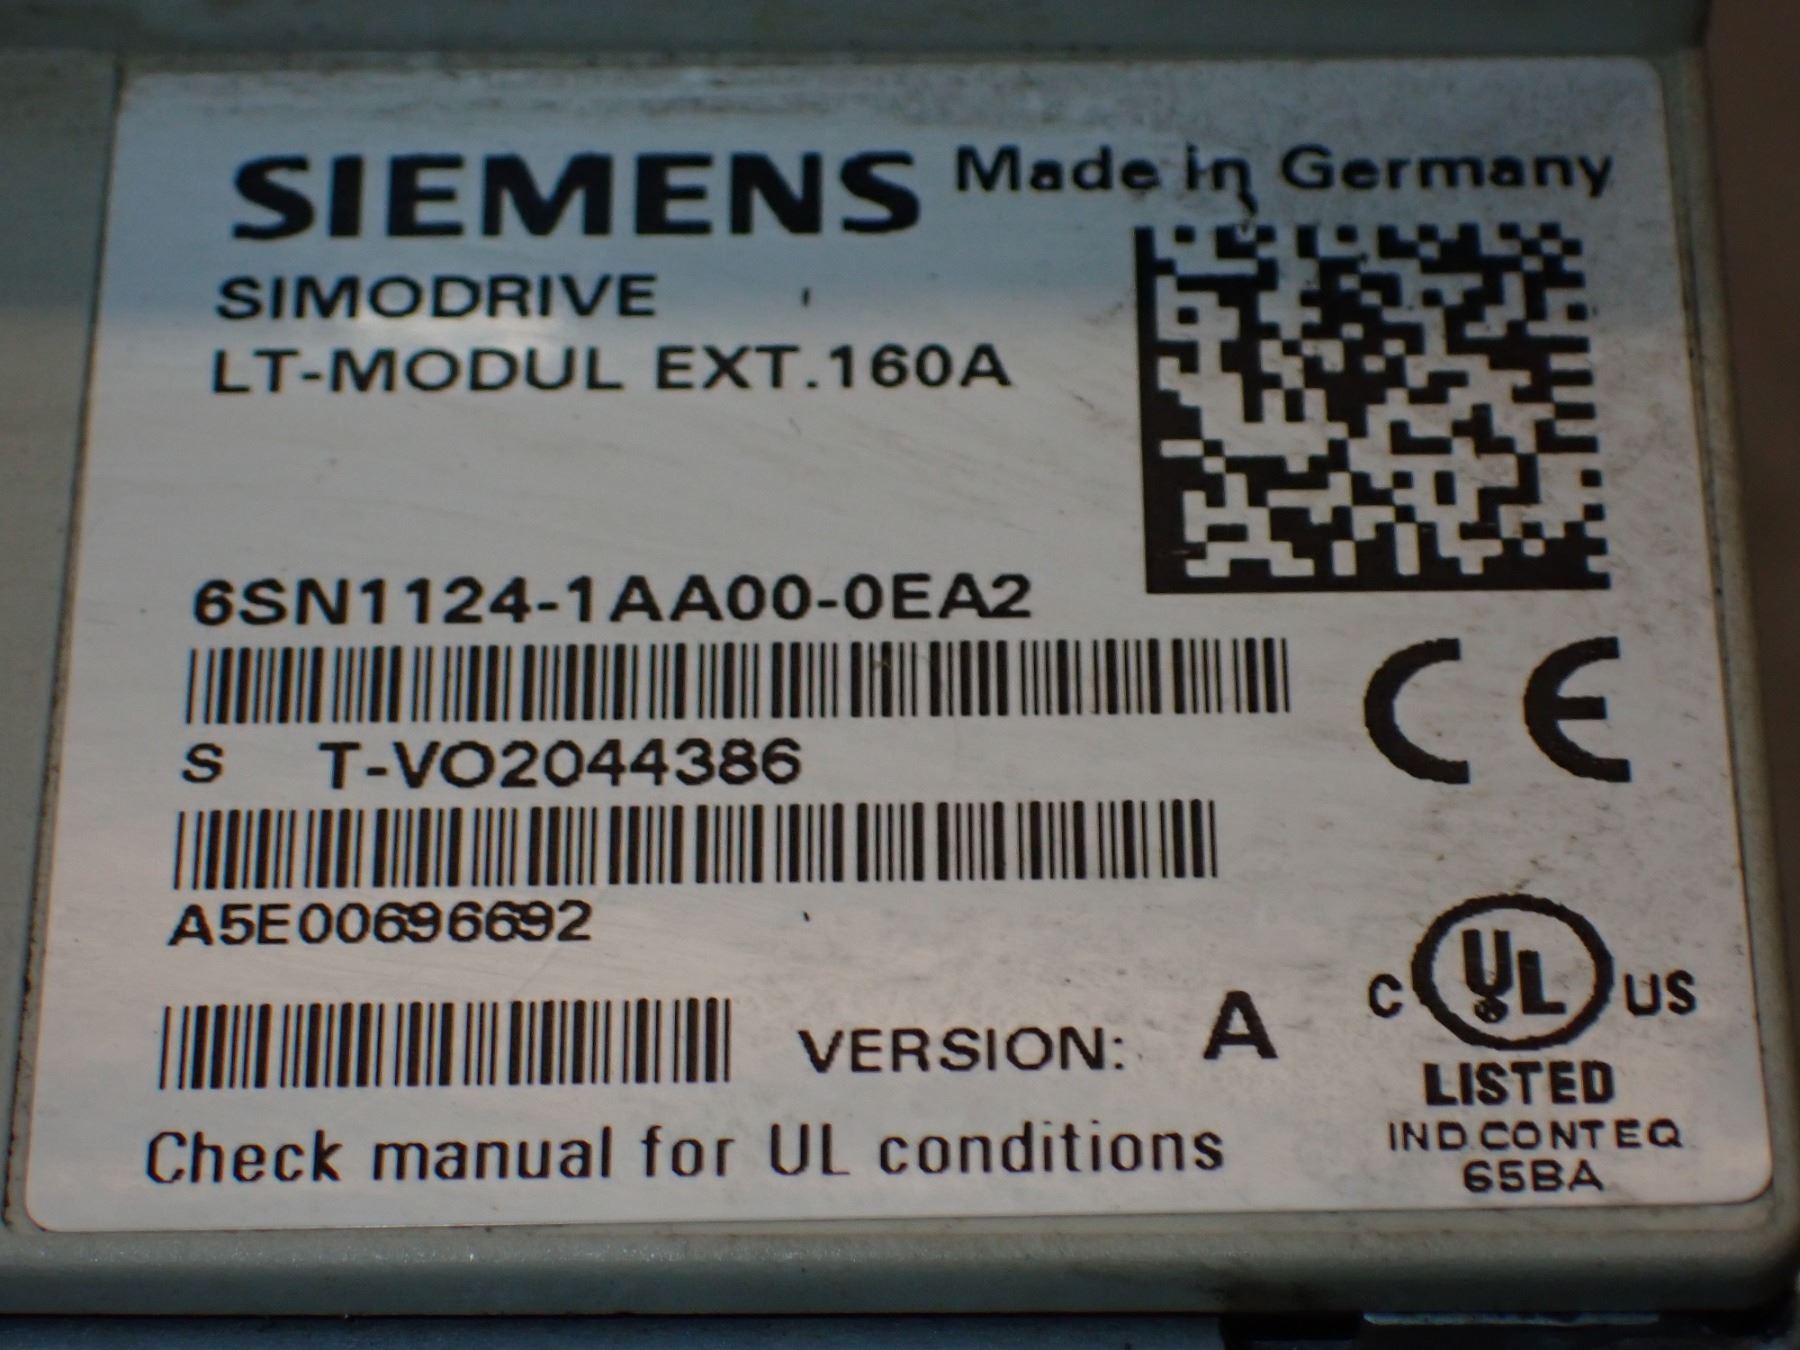 SIEMENS Made in Germany
SIMODRIVE
LT-MODUL EXT.160A
6SN1124-1AA00-0EA2
CE
S T-VO2044386
A5E00696692
VERSION: A
C UL US
LISTED
IND.CONT.EQ
65BA
Check manual for UL conditions